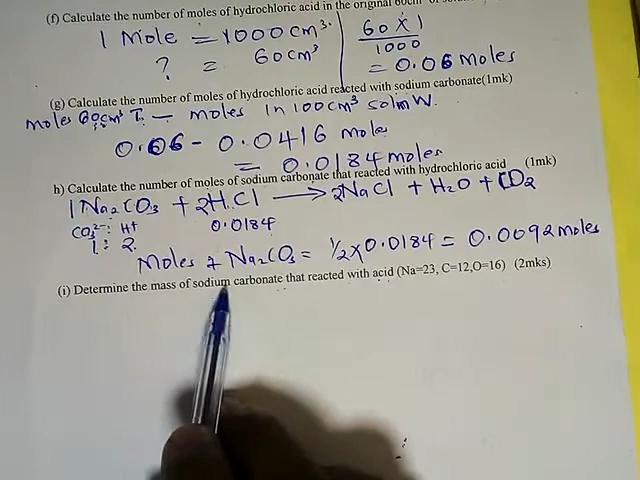 (f) Calculate the number of moles of hydrochloric acid in the original 60cm³ of
1 Mole = 1000 cm³.
? = 60cm³
60 X 1
1000
= 0.06 Moles
(g) Calculate the number of moles of hydrochloric acid reacted with sodium carbonate(1mk)
moles 60cm³ T. – moles in 100cm³ solnn W.
0.06 - 0.0416 mole
= 0.0184 moles
h) Calculate the number of moles of sodium carbonate that reacted with hydrochloric acid (1mk)
1Na₂CO₃ + 2HCl ⟶ 2NaCl + H₂O + CO₂
CO₃²⁻ : H⁺ 0.0184
1 : 2.
Moles of Na₂CO₃ = 1/2 x 0.0184 = 0.0092 moles
(i) Determine the mass of sodium carbonate that reacted with acid (Na=23, C=12,O=16) (2mks)